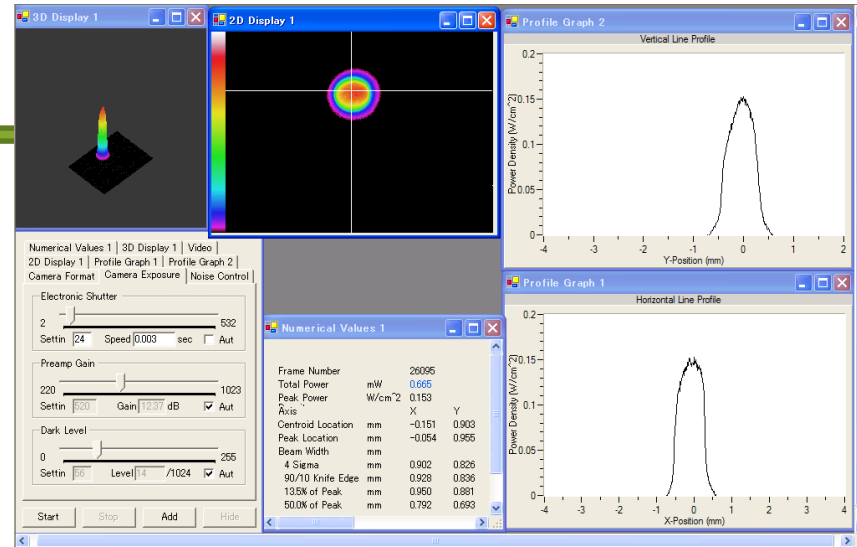 3D Display 1
2D Display 1
Profile Graph 2
Vertical Line Profile
Power Density (W/cm^2)
0.2
0.15
0.1
0.05
0
-4 -3 -2 -1 0 1 2
Y-Position (mm)
Numerical Values 1 | 3D Display 1 | Video |
2D Display 1 | Profile Graph 1 | Profile Graph 2 |
Camera Format | Camera Exposure | Noise Control |
Electronic Shutter
2 532
Settin 24 Speed 0.003 sec Aut
Preamp Gain
220 1023
Settin 520 Gain 12.37 dB Aut
Dark Level
0 255
Settin 56 Level 14 /1024 Aut
Start Stop Add Hide
Numerical Values 1
Frame Number 26095
Total Power mW 0.665
Peak Power W/cm^2 0.153
Axis X Y
Centroid Location mm -0.151 0.903
Peak Location mm -0.054 0.955
Beam Width mm
4 Sigma mm 0.902 0.826
90/10 Knife Edge mm 0.928 0.836
13.5% of Peak mm 0.950 0.881
50.0% of Peak mm 0.792 0.693
Profile Graph 1
Horizontal Line Profile
Power Density (W/cm^2)
0.2
0.15
0.1
0.05
0
-4 -3 -2 -1 0 1 2 3 4
X-Position (mm)